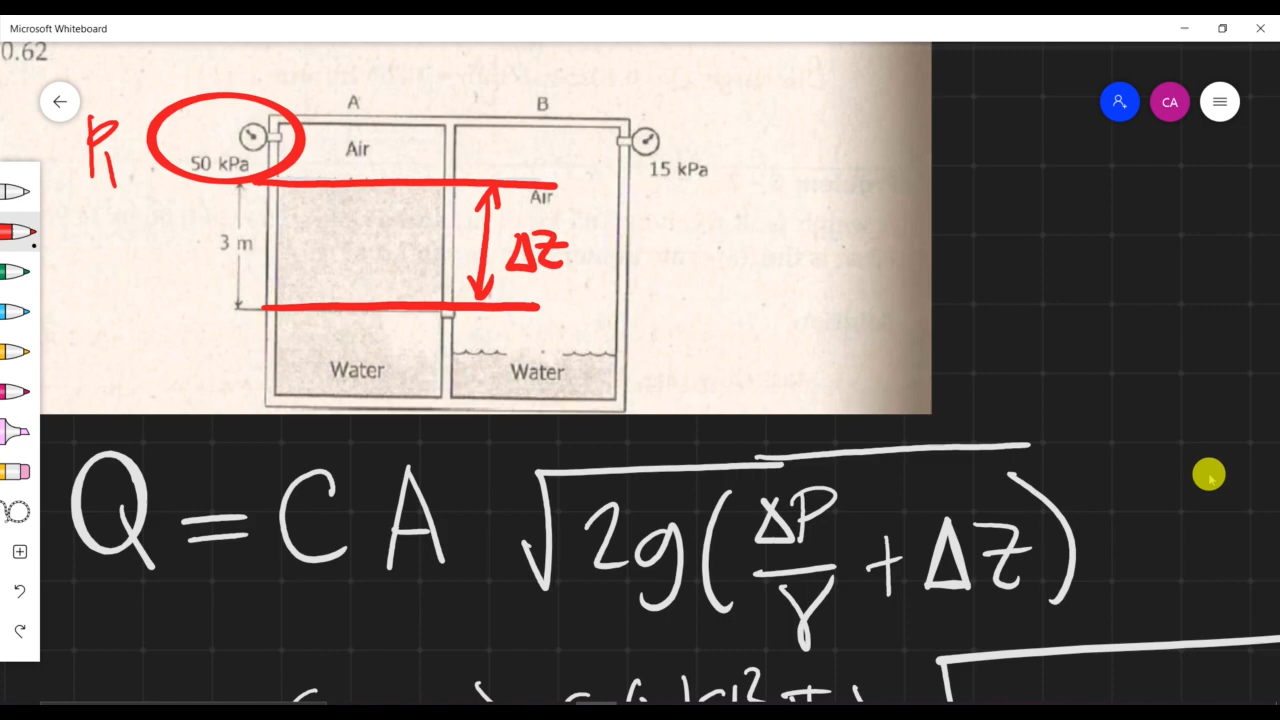 Microsoft Whiteboard
0.62
A B
P1
50 kPa Air 15 kPa
Air
3 m ΔZ
Water Water
CA
Q = CA √2g(ΔP/γ + ΔZ)